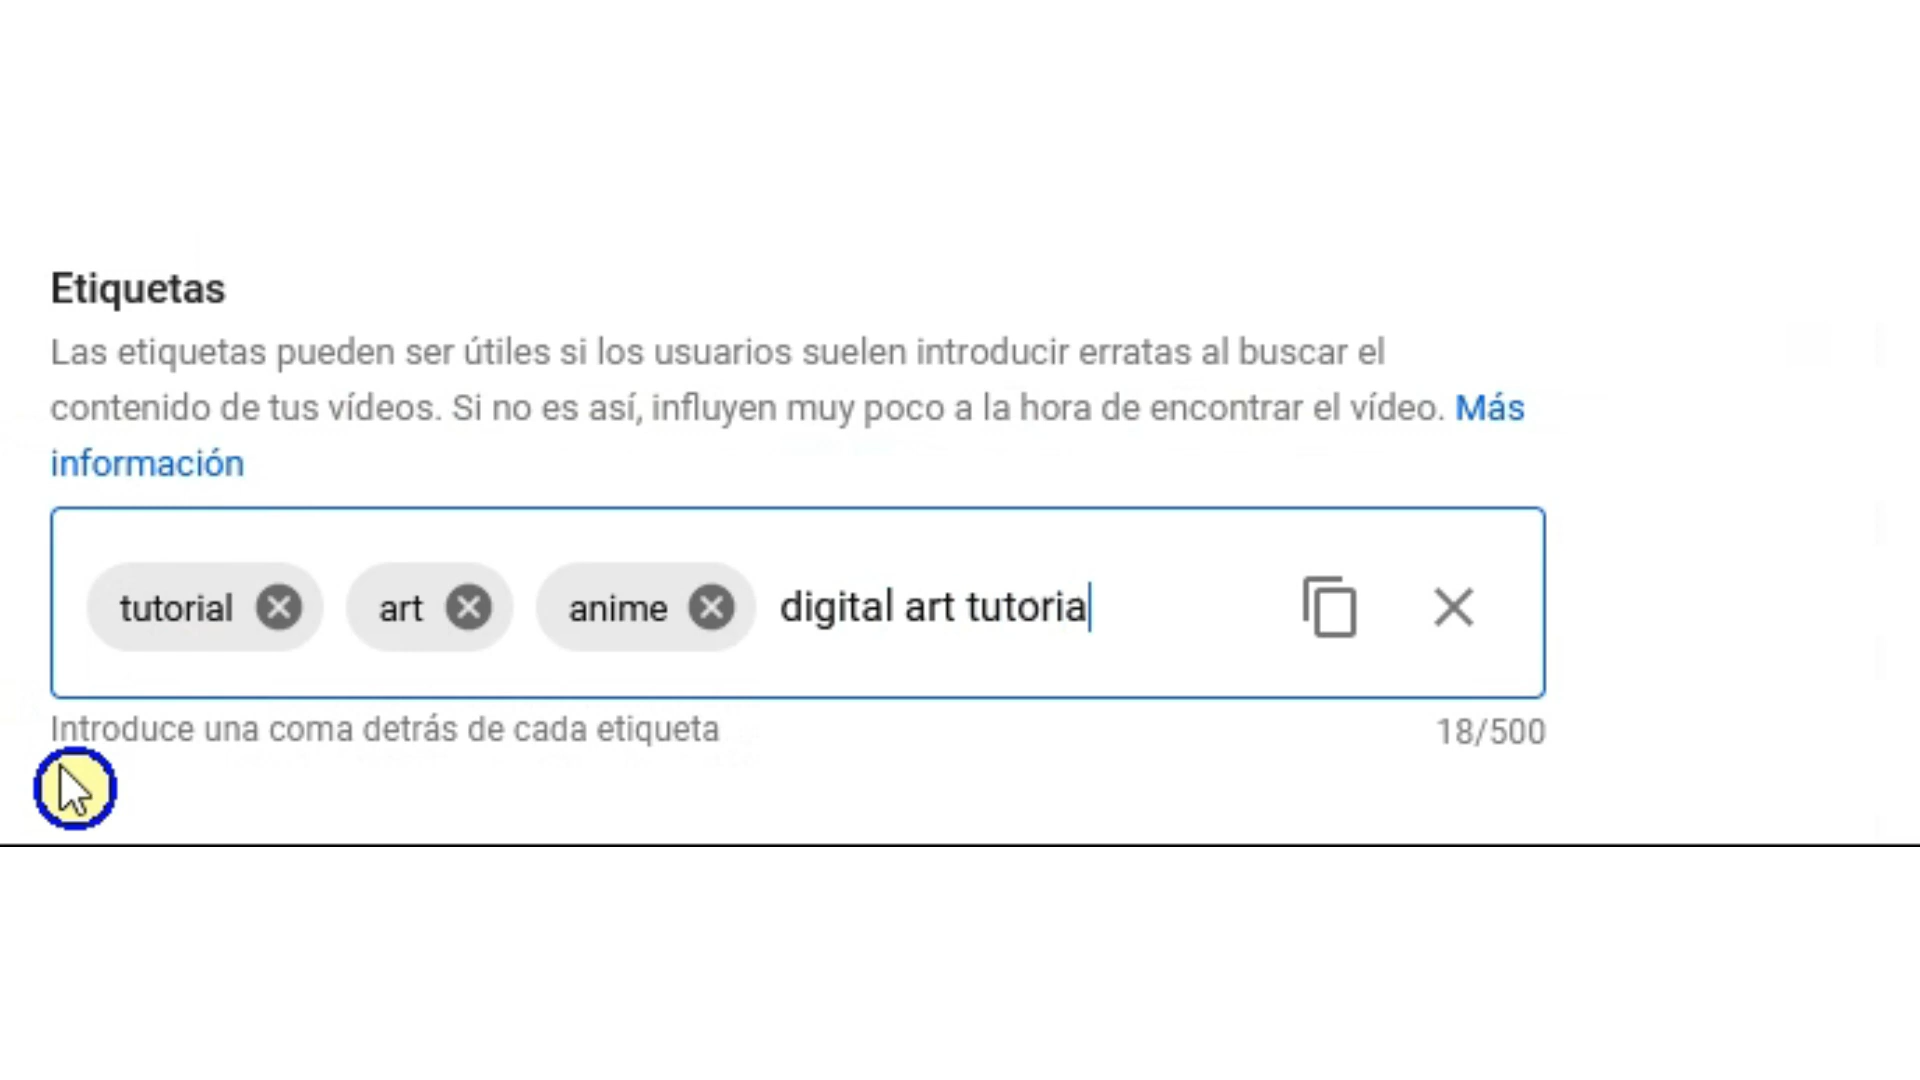 Etiquetas
Las etiquetas pueden ser útiles si los usuarios suelen introducir erratas al buscar el
contenido de tus vídeos. Si no es así, influyen muy poco a la hora de encontrar el vídeo. Más
información
tutorial art anime digital art tutoria
Introduce una coma detrás de cada etiqueta 18/500